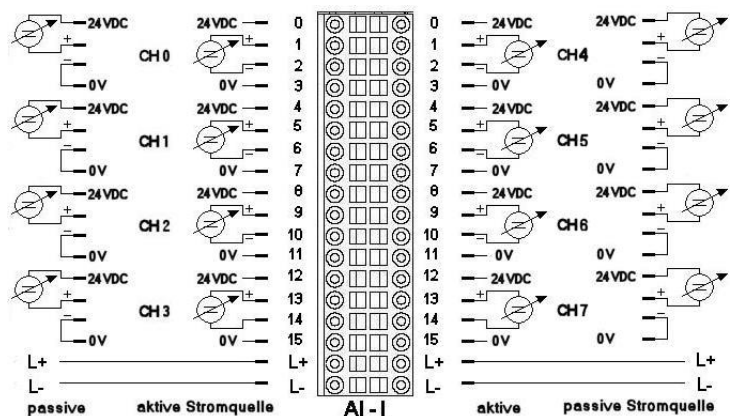 24VDC 24VDC 0 0 24VDC 24VDC
+ + 1 1 + +
CH0 CH4
- - 2 2 - -
0V 0V 3 3 0V 0V
24VDC 24VDC 4 4 24VDC 24VDC
+ + 5 5 + +
CH1 CH5
- - 6 6 - -
0V 0V 7 7 0V 0V
24VDC 24VDC 8 8 24VDC 24VDC
+ + 9 9 + +
CH2 CH6
- - 10 10 - -
0V 0V 11 11 0V 0V
24VDC 24VDC 12 12 24VDC 24VDC
+ + 13 13 + +
CH3 CH7
- - 14 14 - -
0V 0V 15 15 0V 0V
L+ L+ L+ L+
L- L- L- L-
passive aktive Stromquelle AI - I aktive passive Stromquelle